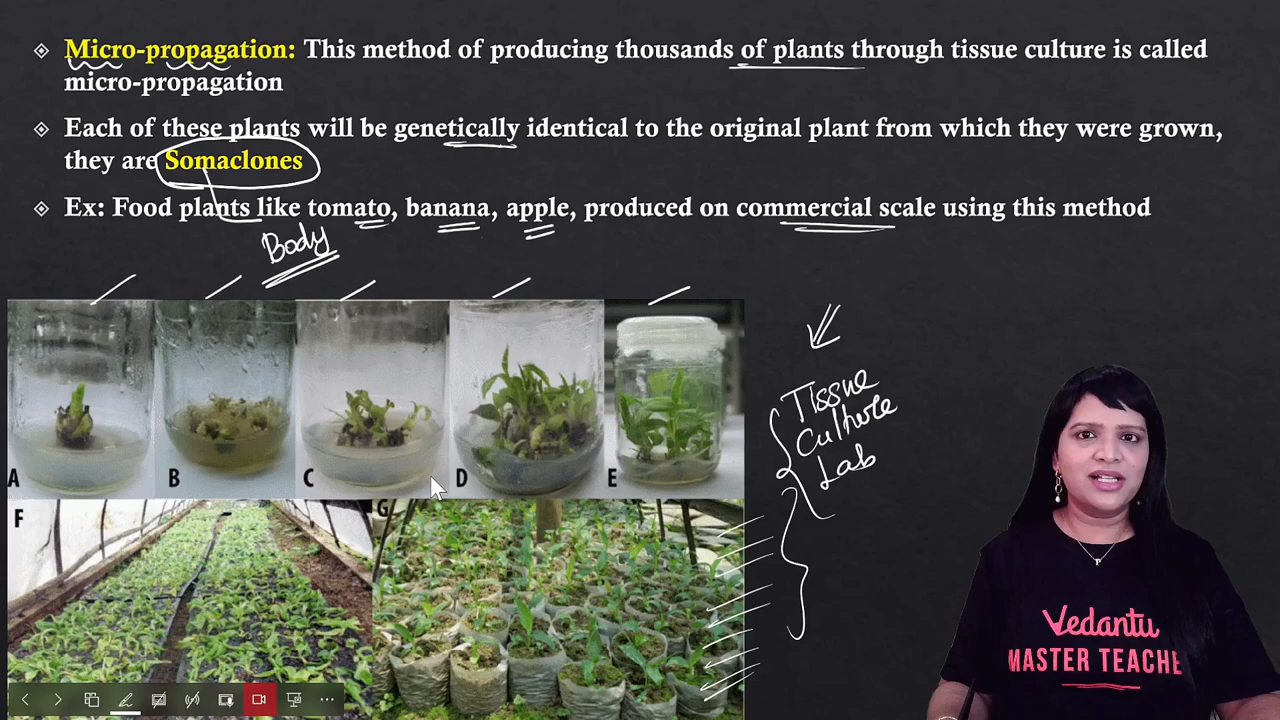 Micro-propagation: This method of producing thousands of plants through tissue culture is called
micro-propagation
Each of these plants will be genetically identical to the original plant from which they were grown,
they are Somaclones
Ex: Food plants like tomato, banana, apple, produced on commercial scale using this method
Body
Tissue
Culture
Lab
A B C D E
F G
Vedantu
MASTER TEACHE